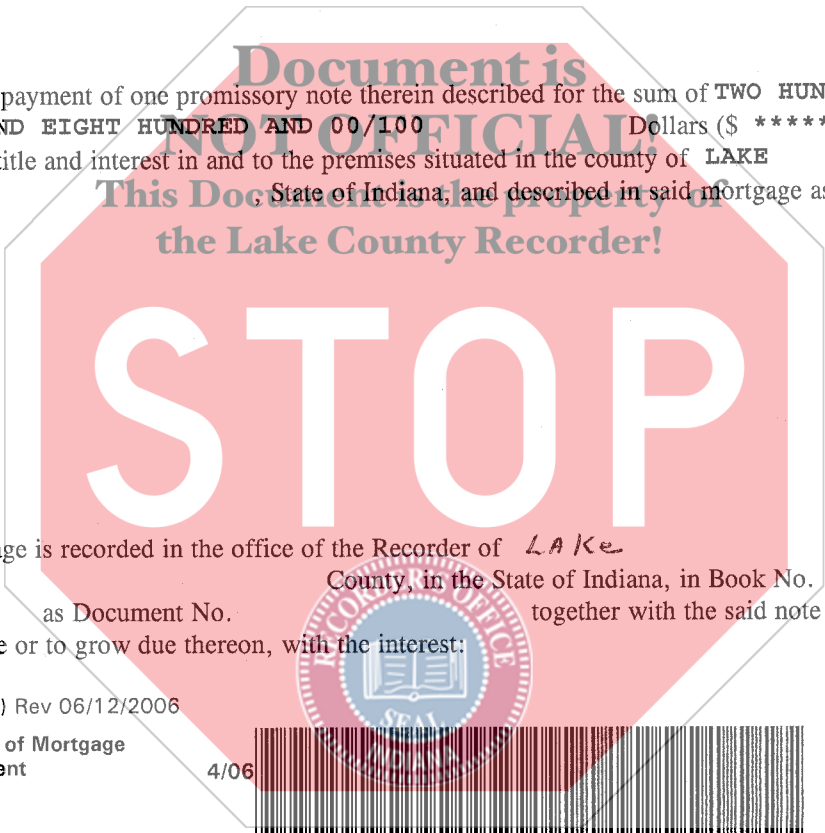 Document is
payment of one promissory note therein described for the sum of TWO HUN
ND EIGHT HUNDRED AND 00/100 Dollars ($ *****
NOT OFFICIAL!
title and interest in and to the premises situated in the county of LAKE
This Document is the property of
, State of Indiana, and described in said mortgage as
the Lake County Recorder!
STOP
ge is recorded in the office of the Recorder of LAKe
County, in the State of Indiana, in Book No.
as Document No. together with the said note
e or to grow due thereon, with the interest:
RECORDER'S OFFICE
SEAL
INDIANA
) Rev 06/12/2006
of Mortgage
ent 4/06